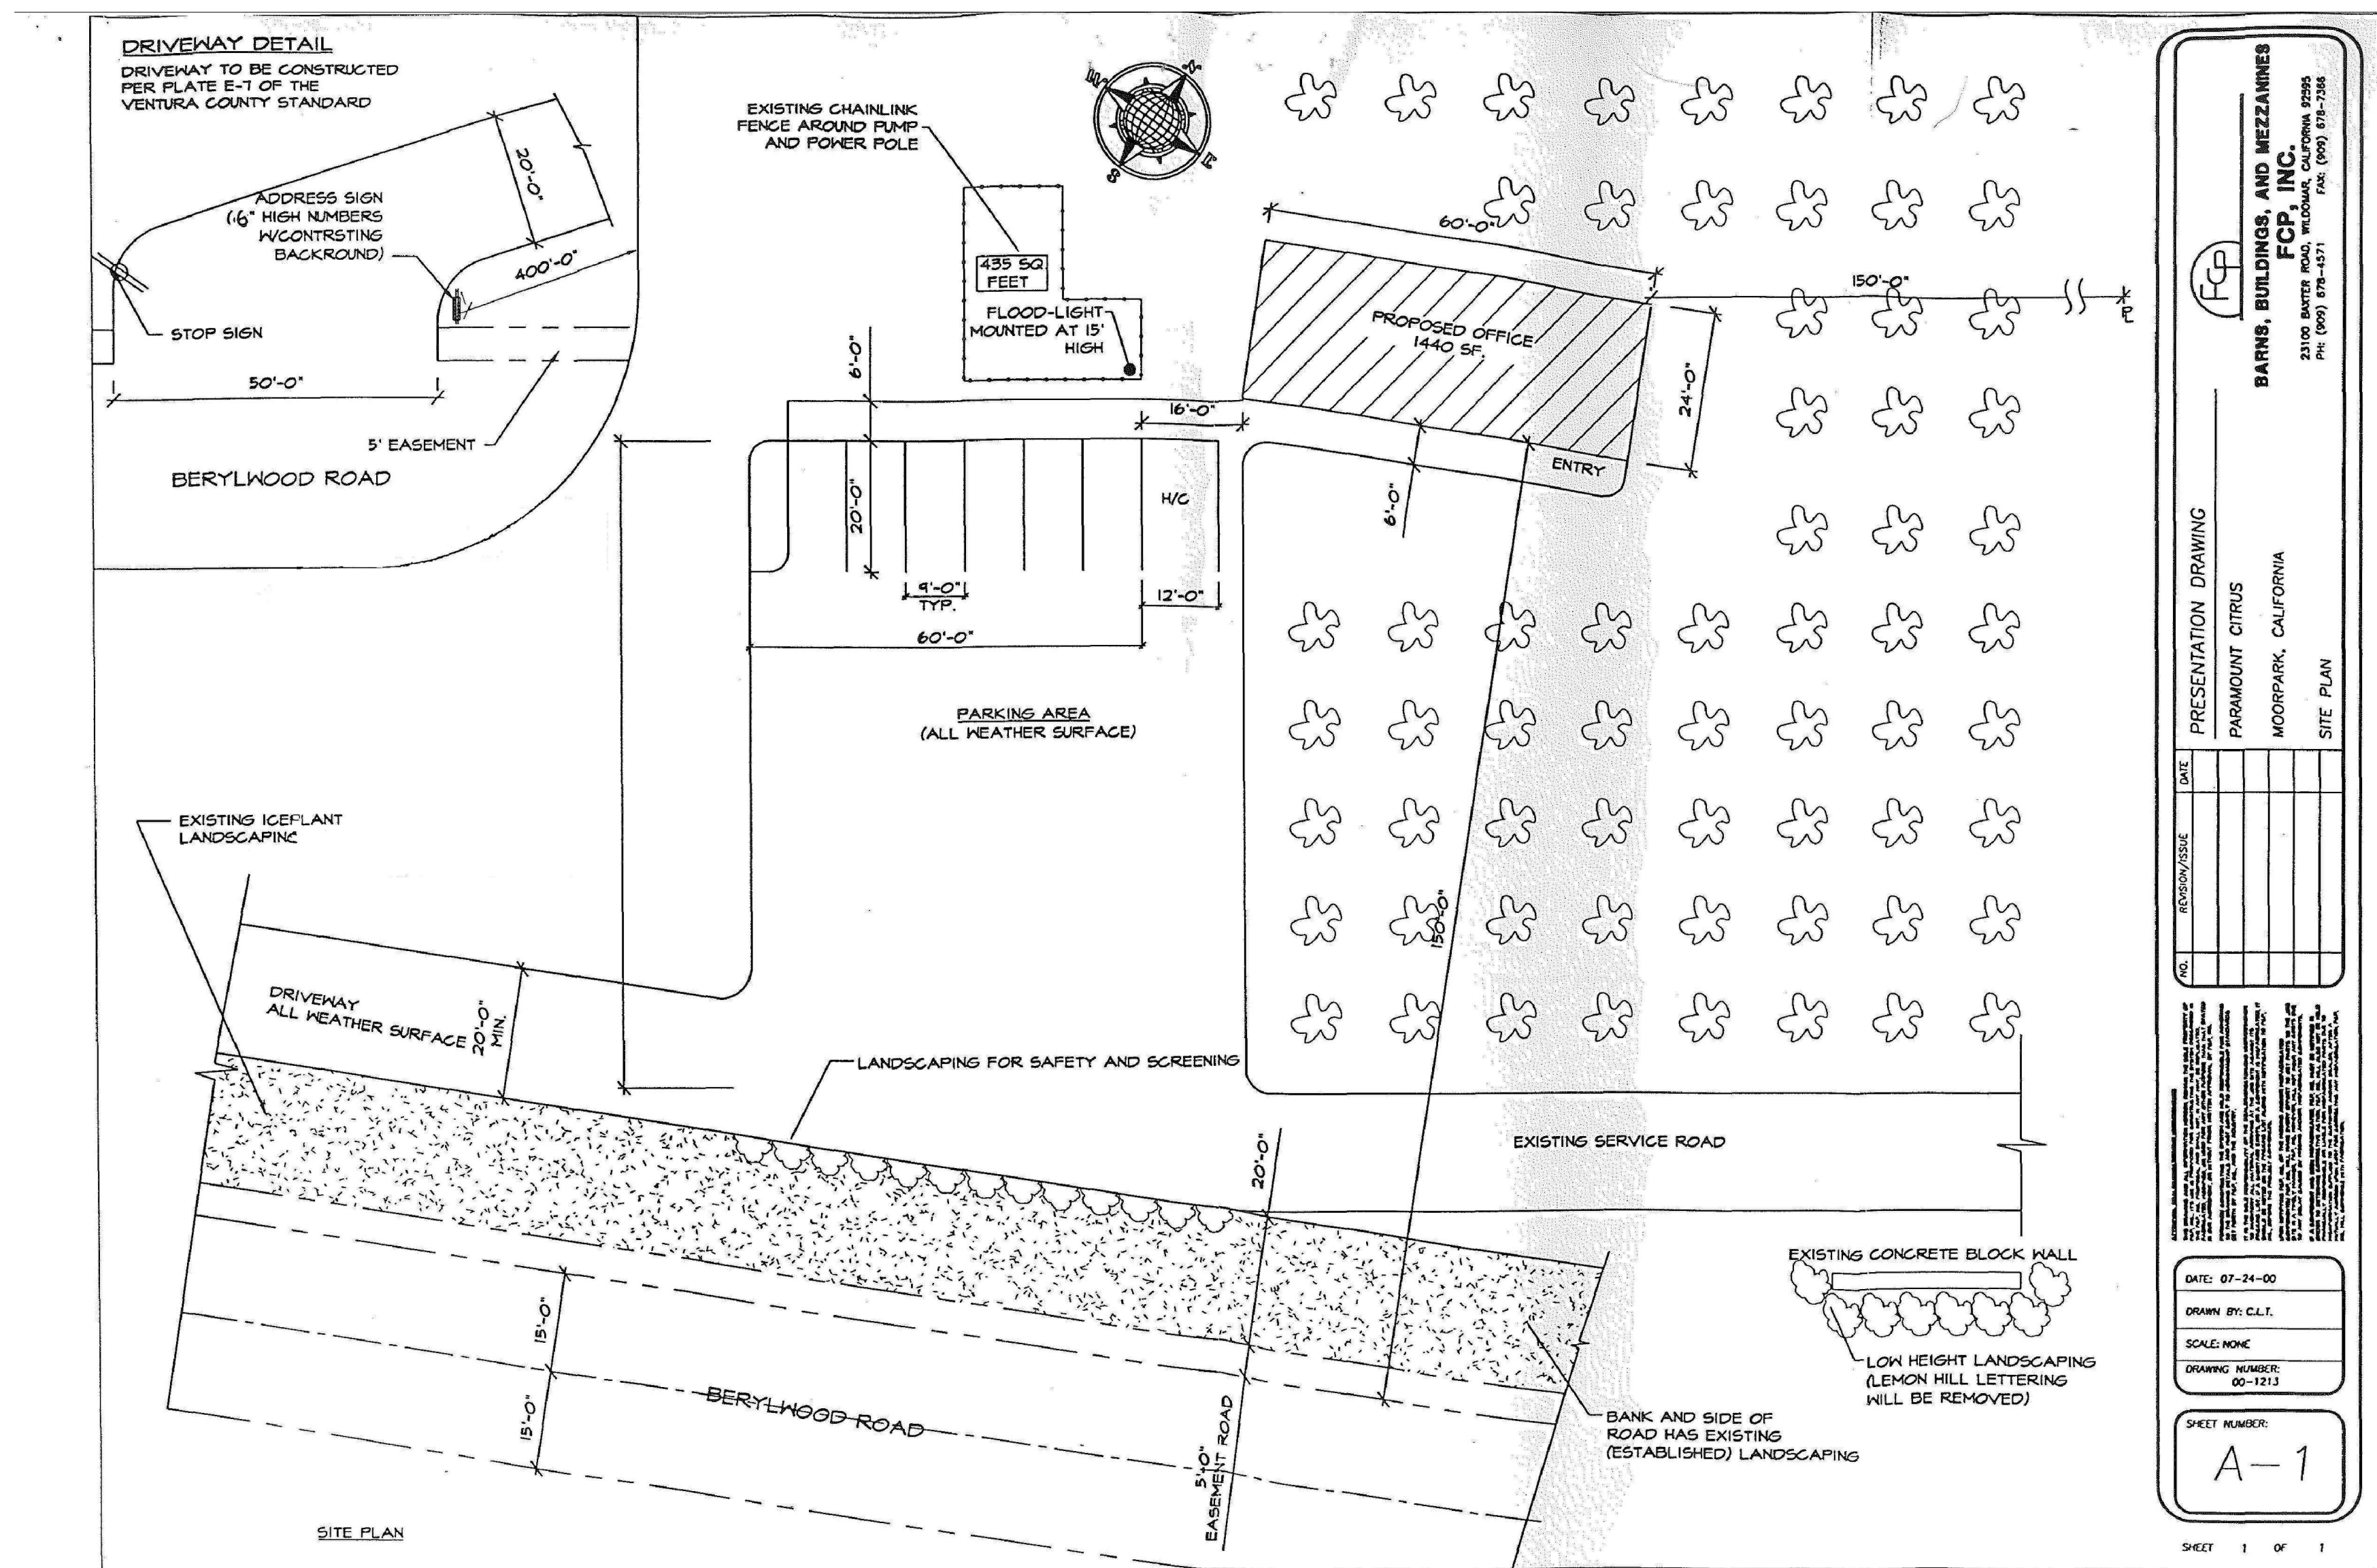 DRIVEWAY DETAIL
DRIVEWAY TO BE CONSTRUCTED
PER PLATE E-7 OF THE
VENTURA COUNTY STANDARD
20'-0"
ADDRESS SIGN
(.6" HIGH NUMBERS
W/CONTRSTING
BACKROUND)
400'-0"
STOP SIGN
50'-0"
5' EASEMENT
BERYLWOOD ROAD
EXISTING CHAINLINK
FENCE AROUND PUMP
AND POWER POLE
N
W
E
S
435 SQ
FEET
FLOOD-LIGHT
MOUNTED AT 15'
HIGH
60'-0"
150'-0"
PROPOSED OFFICE
1440 SF.
24'-0"
ENTRY
6'-0"
6'-0"
16'-0"
20'-0"
H/C
9'-0"
TYP.
12'-0"
60'-0"
PARKING AREA
(ALL WEATHER SURFACE)
150'-0"
EXISTING ICEPLANT
LANDSCAPING
DRIVEWAY
ALL WEATHER SURFACE
20'-0"
MIN.
LANDSCAPING FOR SAFETY AND SCREENING
20'-0"
EXISTING SERVICE ROAD
EXISTING CONCRETE BLOCK WALL
LOW HEIGHT LANDSCAPING
(LEMON HILL LETTERING
WILL BE REMOVED)
BANK AND SIDE OF
ROAD HAS EXISTING
(ESTABLISHED) LANDSCAPING
15'-0"
15'-0"
BERYLWOOD ROAD
5'-0"
EASEMENT ROAD
SITE PLAN
FCP
BARNS, BUILDINGS, AND MEZZANINES
FCP, INC.
23100 BAXTER ROAD, WILDOMAR, CALIFORNIA 92595
PH: (909) 678-4571 FAX: (909) 678-7366
PRESENTATION DRAWING
PARAMOUNT CITRUS
MOORPARK, CALIFORNIA
SITE PLAN
NO. REVISION/ISSUE DATE
DATE: 07-24-00
DRAWN BY: C.L.T.
SCALE: NONE
DRAWING NUMBER:
00-1213
SHEET NUMBER:
A-1
SHEET 1 OF 1